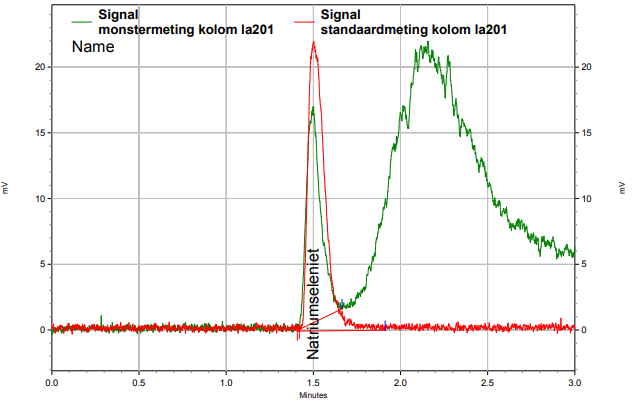 Signal
monstermeting kolom la201
Signal
standaardmeting kolom la201
Name
20
20
15
15
10
10
5
5
0
0
mV
mV
Natriumseleniet
0.0
0.5
1.0
1.5
2.0
2.5
3.0
Minutes